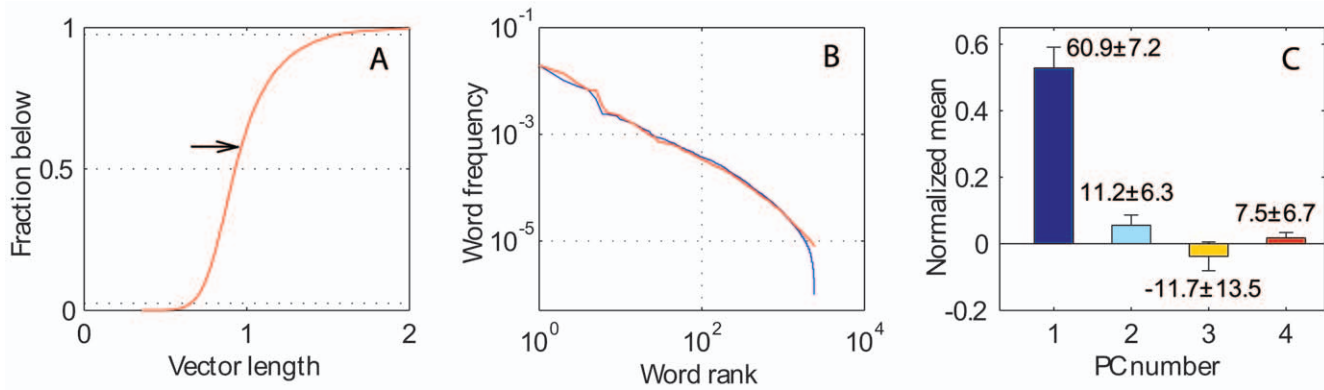 A
1
0.5
0
Fraction below
0 1 2
Vector length
B
10^-1
10^-3
10^-5
Word frequency
10^0 10^2 10^4
Word rank
C
0.6
0.4
0.2
0
-0.2
Normalized mean
60.9±7.2
11.2±6.3
-11.7±13.5
7.5±6.7
1 2 3 4
PC number